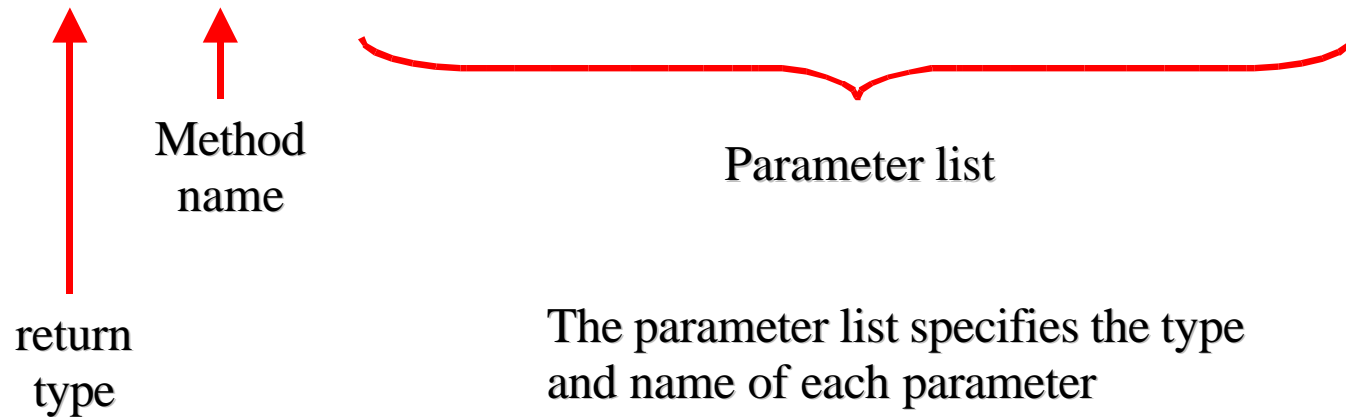 Method
name
Parameter list
return
type
The parameter list specifies the type
and name of each parameter